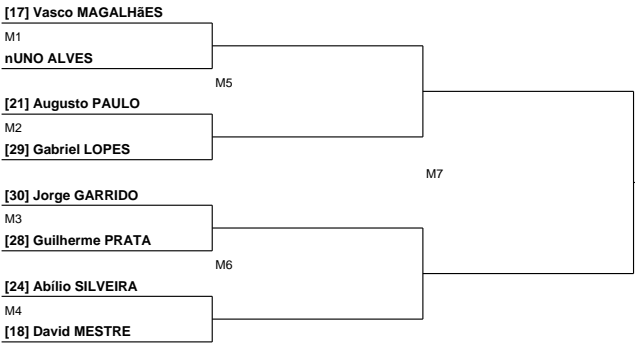 [17] Vasco MAGALHãES
M1
nUNO ALVES
M5
[21] Augusto PAULO
M2
[29] Gabriel LOPES
M7
[30] Jorge GARRIDO
M3
[28] Guilherme PRATA
M6
[24] Abílio SILVEIRA
M4
[18] David MESTRE